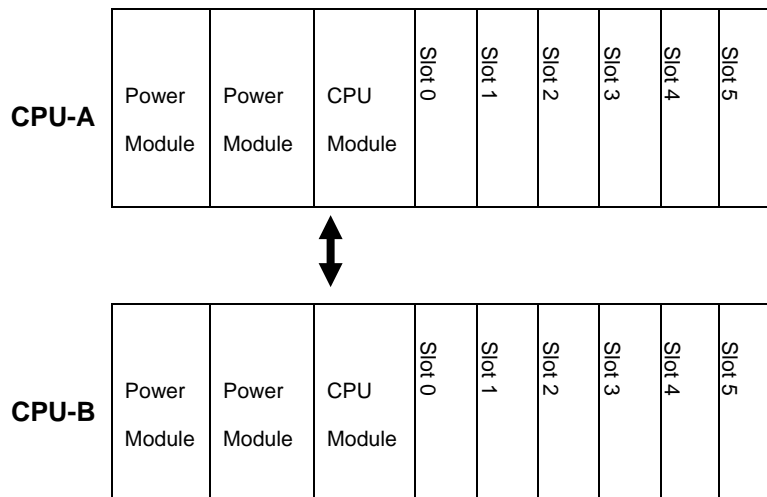 CPU-A
Power
Module
Power
Module
CPU
Module
Slot 0
Slot 1
Slot 2
Slot 3
Slot 4
Slot 5
CPU-B
Power
Module
Power
Module
CPU
Module
Slot 0
Slot 1
Slot 2
Slot 3
Slot 4
Slot 5